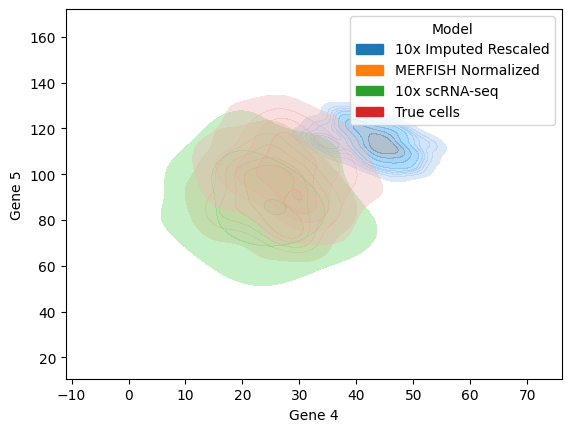 Model
10x Imputed Rescaled
MERFISH Normalized
10x scRNA-seq
True cells
160
140
120
100
80
60
40
20
Gene 5
−10 0 10 20 30 40 50 60 70
Gene 4